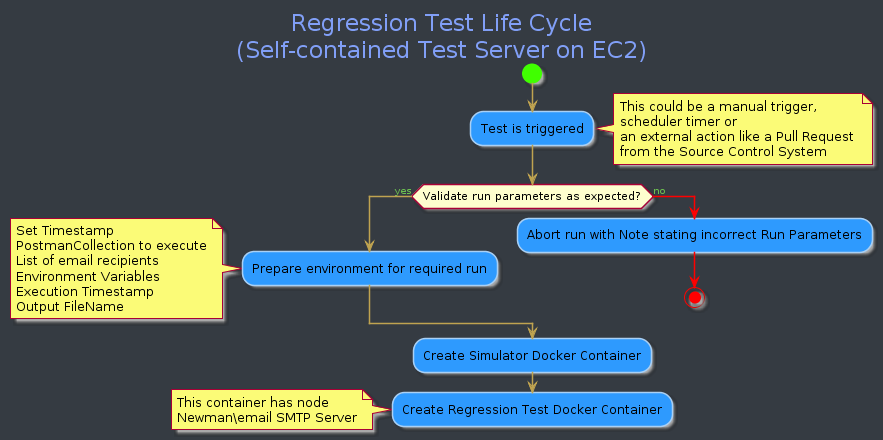 Regression Test Life Cycle
(Self-contained Test Server on EC2)
Test is triggered
This could be a manual trigger,
scheduler timer or
an external action like a Pull Request
from the Source Control System
yes
Validate run parameters as expected?
no
Abort run with Note stating incorrect Run Parameters
Set Timestamp
PostmanCollection to execute
List of email recipients
Environment Variables
Execution Timestamp
Output FileName
Prepare environment for required run
Create Simulator Docker Container
This container has node
Newman\email SMTP Server
Create Regression Test Docker Container